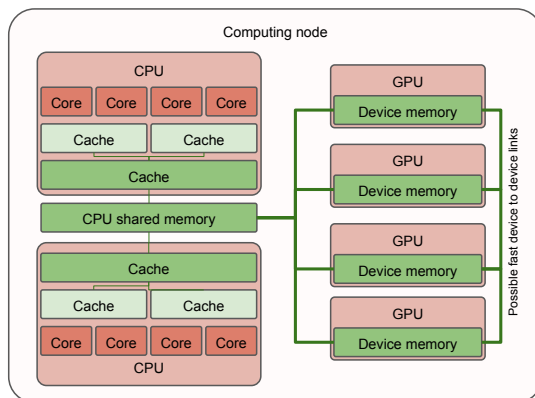 Computing node
CPU
Core Core Core Core
Cache Cache
Cache
CPU shared memory
Cache
Cache Cache
Core Core Core Core
CPU
GPU
Device memory
GPU
Device memory
GPU
Device memory
GPU
Device memory
Possible fast device to device links